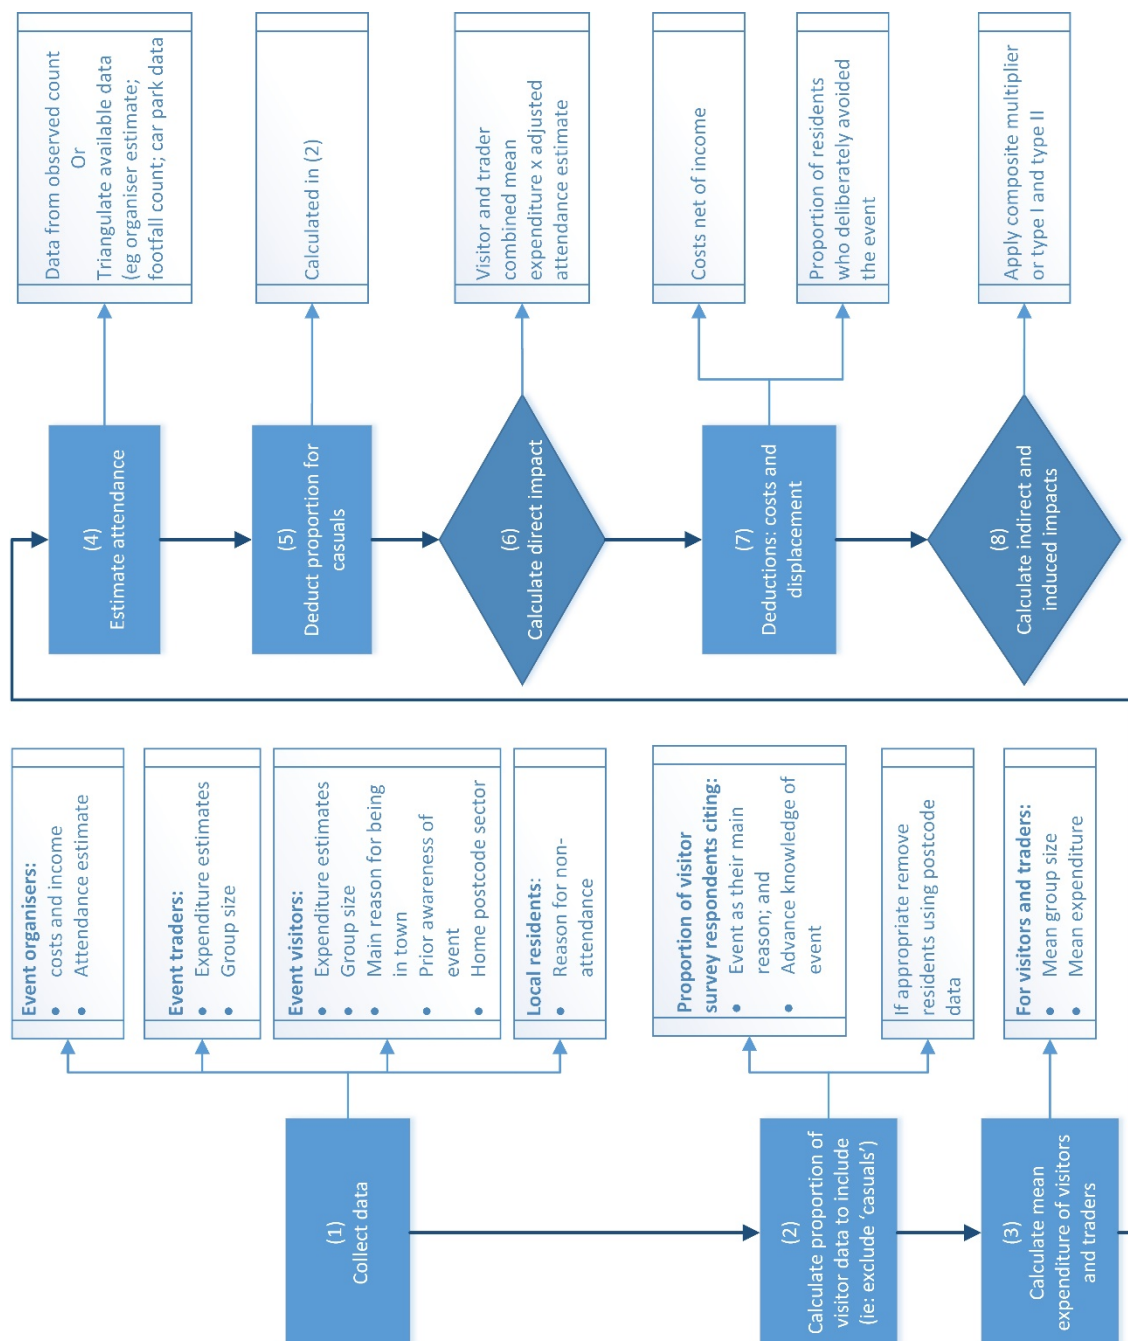 (1)
Collect data
Event organisers:
● costs and income
● Attendance estimate
Event traders:
● Expenditure estimates
● Group size
Event visitors:
● Expenditure estimates
● Group size
● Main reason for being
in town
● Prior awareness of
event
● Home postcode sector
Local residents:
● Reason for non-
attendance
(2)
Calculate proportion of
visitor data to include
(ie: exclude ‘casuals’)
Proportion of visitor
survey respondents citing:
● Event as their main
reason; and
● Advance knowledge of
event
If appropriate remove
residents using postcode
data
(3)
Calculate mean
expenditure of visitors
and traders
For visitors and traders:
● Mean group size
● Mean expenditure
(4)
Estimate attendance
Data from observed count
Or
Triangulate available data
(eg organiser estimate;
footfall count; car park data
(5)
Deduct proportion for
casuals
Calculated in (2)
(6)
Calculate direct impact
Visitor and trader
combined mean
expenditure x adjusted
attendance estimate
(7)
Deductions: costs and
displacement
Costs net of income
Proportion of residents
who deliberately avoided
the event
(8)
Calculate indirect and
induced impacts
Apply composite multiplier
or type I and type II